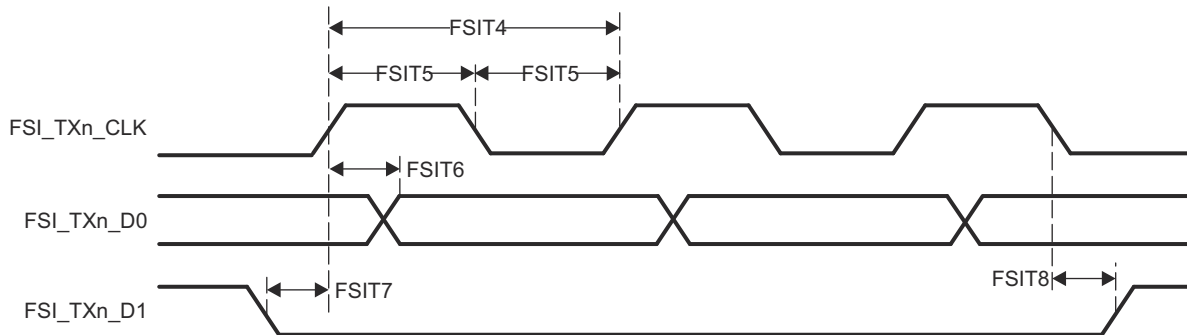 FSIT4
FSIT5
FSIT5
FSI_TXn_CLK
FSIT6
FSI_TXn_D0
FSIT7
FSIT8
FSI_TXn_D1